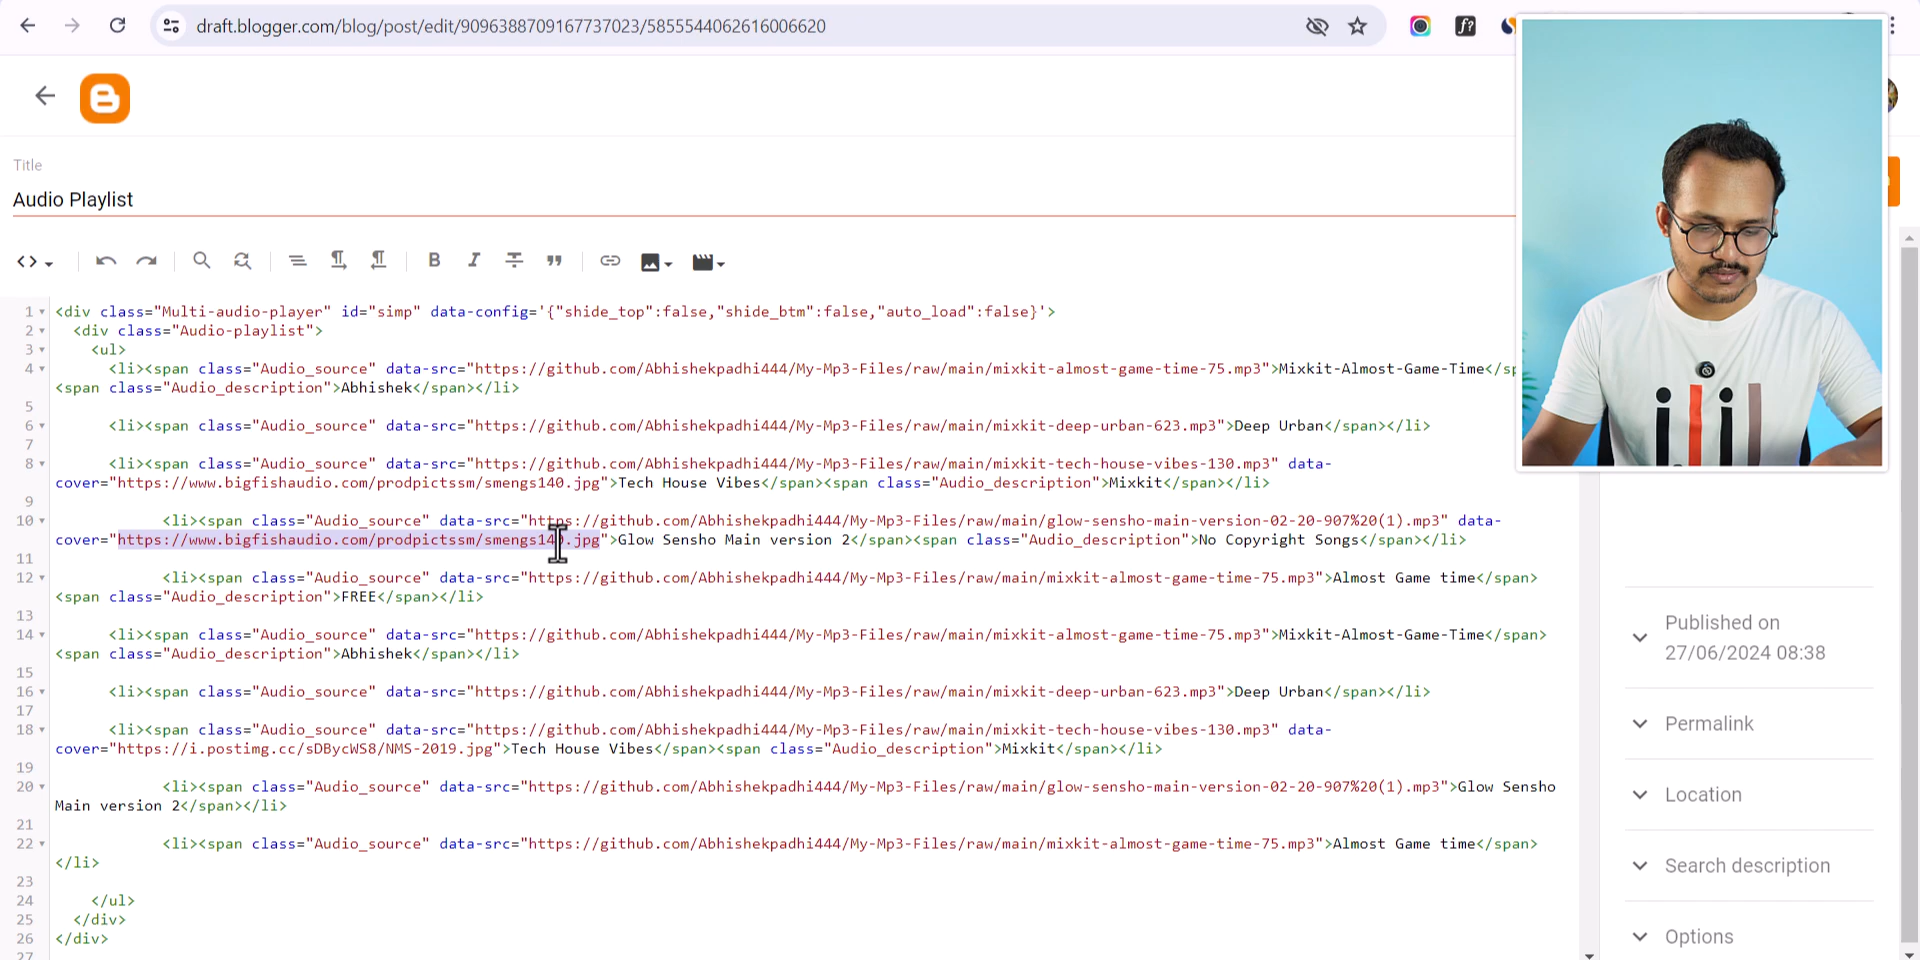 draft.blogger.com/blog/post/edit/9096388709167737023/5855544062616006620
f?
Title
Audio Playlist
1 <div class="Multi-audio-player" id="simp" data-config='{"shide_top":false,"shide_btm":false,"auto_load":false}'>
2 <div class="Audio-playlist">
3 <ul>
4 <li><span class="Audio_source" data-src="https://github.com/Abhishekpadhi444/My-Mp3-Files/raw/main/mixkit-almost-game-time-75.mp3">Mixkit-Almost-Game-Time</sp
<span class="Audio_description">Abhishek</span></li>
5
6 <li><span class="Audio_source" data-src="https://github.com/Abhishekpadhi444/My-Mp3-Files/raw/main/mixkit-deep-urban-623.mp3">Deep Urban</span></li>
7
8 <li><span class="Audio_source" data-src="https://github.com/Abhishekpadhi444/My-Mp3-Files/raw/main/mixkit-tech-house-vibes-130.mp3" data-
cover="https://www.bigfishaudio.com/prodpictssm/smengs140.jpg">Tech House Vibes</span><span class="Audio_description">Mixkit</span></li>
9
10 <li><span class="Audio_source" data-src="https://github.com/Abhishekpadhi444/My-Mp3-Files/raw/main/glow-sensho-main-version-02-20-907%20(1).mp3" data-
cover="https://www.bigfishaudio.com/prodpictssm/smengs140.jpg">Glow Sensho Main version 2</span><span class="Audio_description">No Copyright Songs</span></li>
11
12 <li><span class="Audio_source" data-src="https://github.com/Abhishekpadhi444/My-Mp3-Files/raw/main/mixkit-almost-game-time-75.mp3">Almost Game time</span>
<span class="Audio_description">FREE</span></li>
13
14 <li><span class="Audio_source" data-src="https://github.com/Abhishekpadhi444/My-Mp3-Files/raw/main/mixkit-almost-game-time-75.mp3">Mixkit-Almost-Game-Time</span>
<span class="Audio_description">Abhishek</span></li>
15
16 <li><span class="Audio_source" data-src="https://github.com/Abhishekpadhi444/My-Mp3-Files/raw/main/mixkit-deep-urban-623.mp3">Deep Urban</span></li>
17
18 <li><span class="Audio_source" data-src="https://github.com/Abhishekpadhi444/My-Mp3-Files/raw/main/mixkit-tech-house-vibes-130.mp3" data-
cover="https://i.postimg.cc/sDBycWS8/NMS-2019.jpg">Tech House Vibes</span><span class="Audio_description">Mixkit</span></li>
19
20 <li><span class="Audio_source" data-src="https://github.com/Abhishekpadhi444/My-Mp3-Files/raw/main/glow-sensho-main-version-02-20-907%20(1).mp3">Glow Sensho
Main version 2</span></li>
21
22 <li><span class="Audio_source" data-src="https://github.com/Abhishekpadhi444/My-Mp3-Files/raw/main/mixkit-almost-game-time-75.mp3">Almost Game time</span>
</li>
23
24 </ul>
25 </div>
26 </div>
27
Published on
27/06/2024 08:38
Permalink
Location
Search description
Options